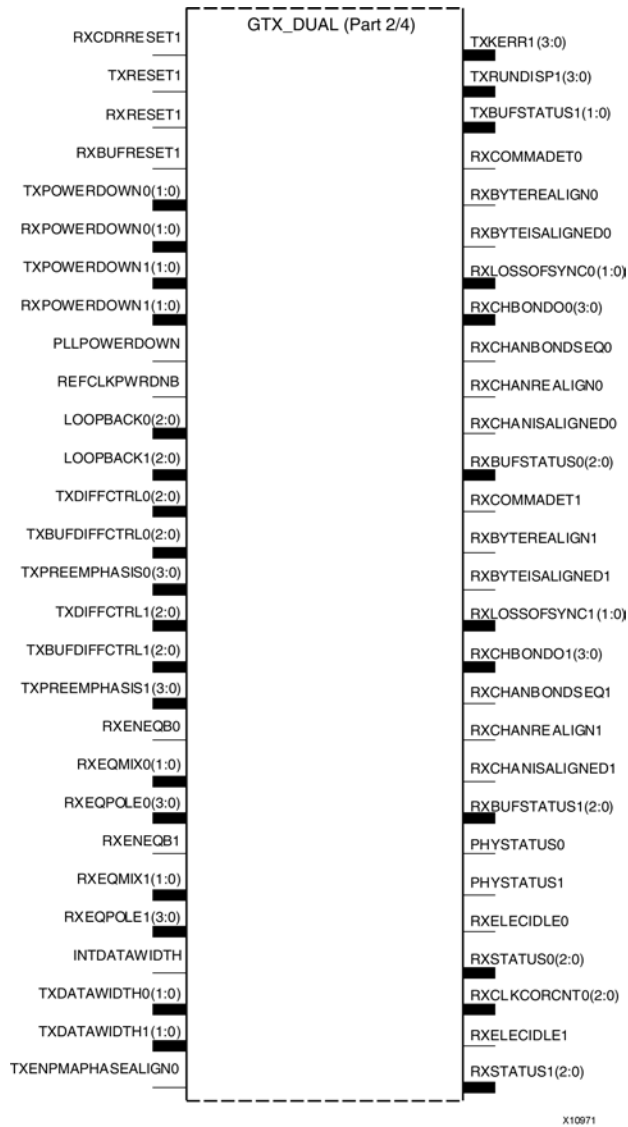 GTX_DUAL (Part 2/4)
RXCDRRESET1
TXRESET1
RXRESET1
RXBUFRESET1
TXPOWERDOWN0(1:0)
RXPOWERDOWN0(1:0)
TXPOWERDOWN1(1:0)
RXPOWERDOWN1(1:0)
PLLPOWERDOWN
REFCLKPWRDNB
LOOPBACK0(2:0)
LOOPBACK1(2:0)
TXDIFFCTRL0(2:0)
TXBUFDIFFCTRL0(2:0)
TXPREEMPHASIS0(3:0)
TXDIFFCTRL1(2:0)
TXBUFDIFFCTRL1(2:0)
TXPREEMPHASIS1(3:0)
RXENEQB0
RXEQMIX0(1:0)
RXEQPOLE0(3:0)
RXENEQB1
RXEQMIX1(1:0)
RXEQPOLE1(3:0)
INTDATAWIDTH
TXDATAWIDTH0(1:0)
TXDATAWIDTH1(1:0)
TXENPMAPHASEALIGN0
TXKERR1(3:0)
TXRUNDISP1(3:0)
TXBUFSTATUS1(1:0)
RXCOMMADET0
RXBYTEREALIGN0
RXBYTEISALIGNED0
RXLOSSOFSYNC0(1:0)
RXCHBONDO0(3:0)
RXCHANBONDSEQ0
RXCHANREALIGN0
RXCHANISALIGNED0
RXBUFSTATUS0(2:0)
RXCOMMADET1
RXBYTEREALIGN1
RXBYTEISALIGNED1
RXLOSSOFSYNC1(1:0)
RXCHBONDO1(3:0)
RXCHANBONDSEQ1
RXCHANREALIGN1
RXCHANISALIGNED1
RXBUFSTATUS1(2:0)
PHYSTATUS0
PHYSTATUS1
RXELECIDLE0
RXSTATUS0(2:0)
RXCLKCORCNT0(2:0)
RXELECIDLE1
RXSTATUS1(2:0)
X10971